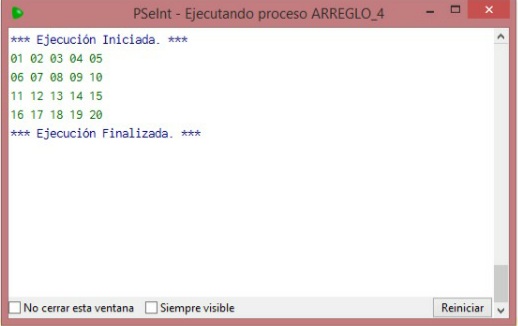 PSeInt - Ejecutando proceso ARREGLO_4
*** Ejecución Iniciada. ***
01 02 03 04 05
06 07 08 09 10
11 12 13 14 15
16 17 18 19 20
*** Ejecución Finalizada. ***
No cerrar esta ventana Siempre visible Reiniciar